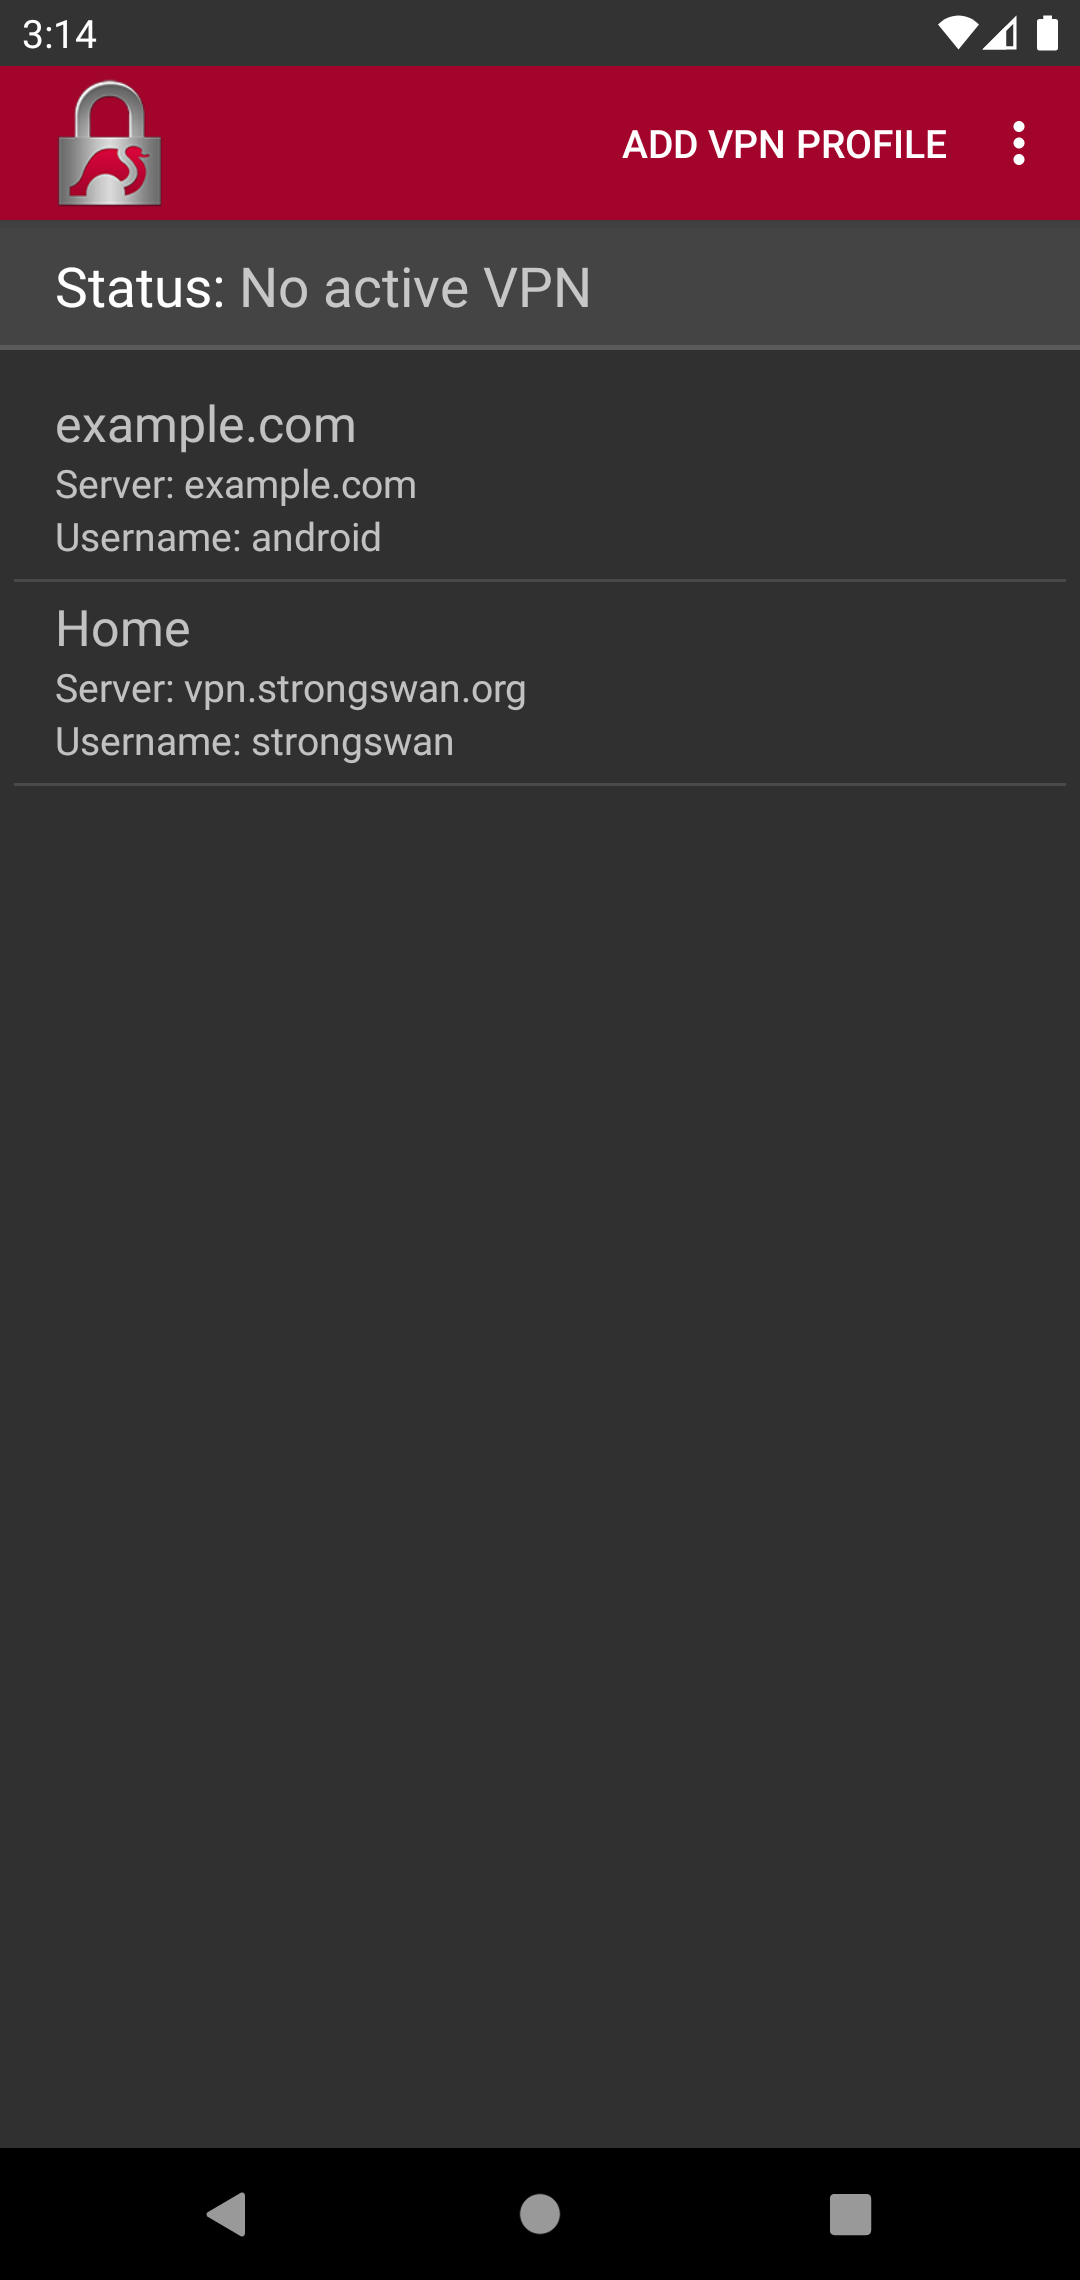 3:14
ADD VPN PROFILE
Status: No active VPN
example.com
Server: example.com
Username: android
Home
Server: vpn.strongswan.org
Username: strongswan